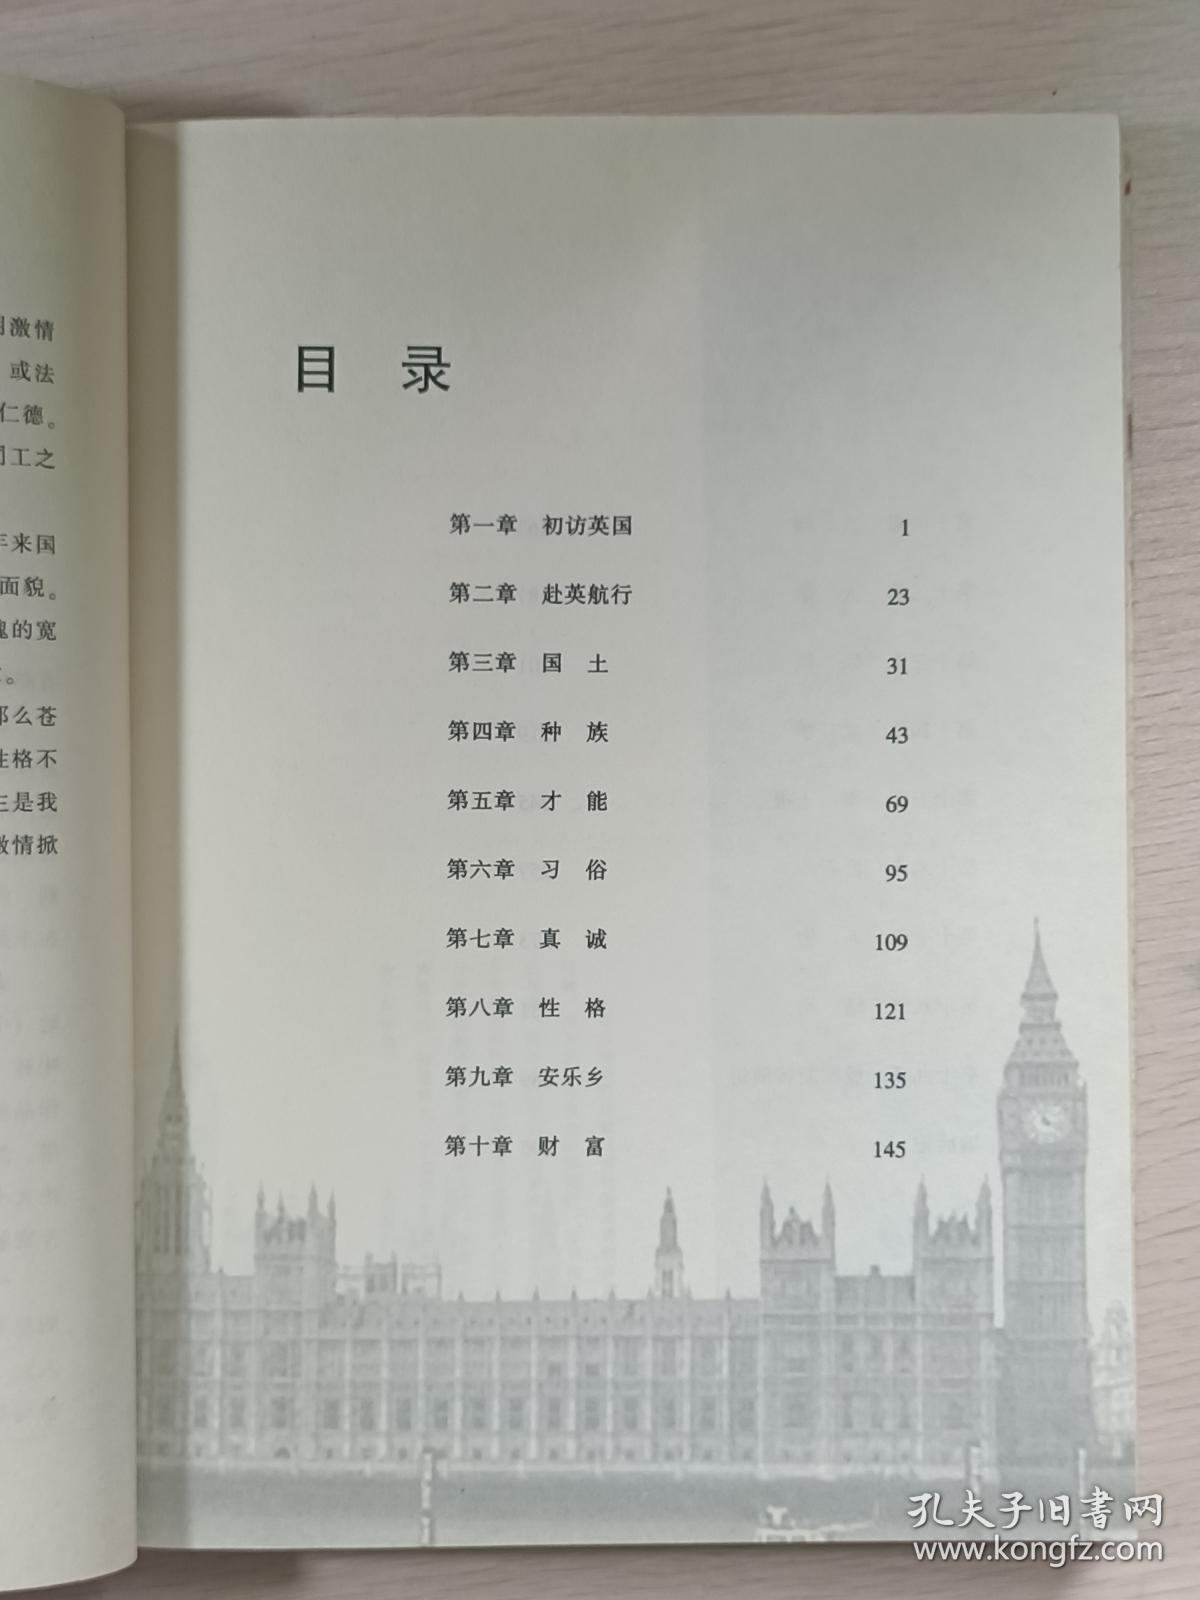 明激情
或法
仁德。
同工之
年来国
面貌。
魂的宽
那么苍
性格不
主是我
激情掀
目 录
第一章 初访英国 1
第二章 赴英航行 23
第三章 国 土 31
第四章 种 族 43
第五章 才 能 69
第六章 习 俗 95
第七章 真 诚 109
第八章 性 格 121
第九章 安乐乡 135
第十章 财 富 145
孔夫子旧书网
www.kongfz.com